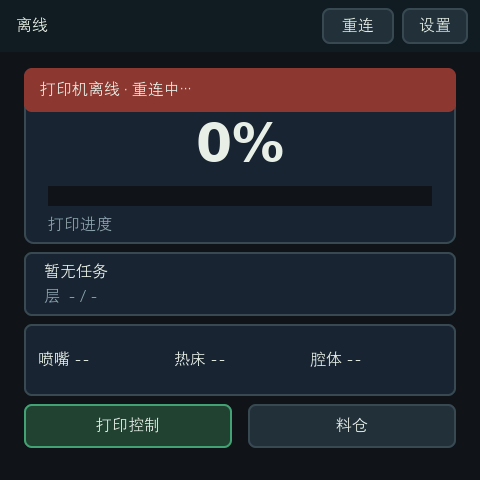 离线 重连 设置
打印机离线 · 重连中…
0%
打印进度
暂无任务
层 - / -
喷嘴 -- 热床 -- 腔体 --
打印控制 料仓